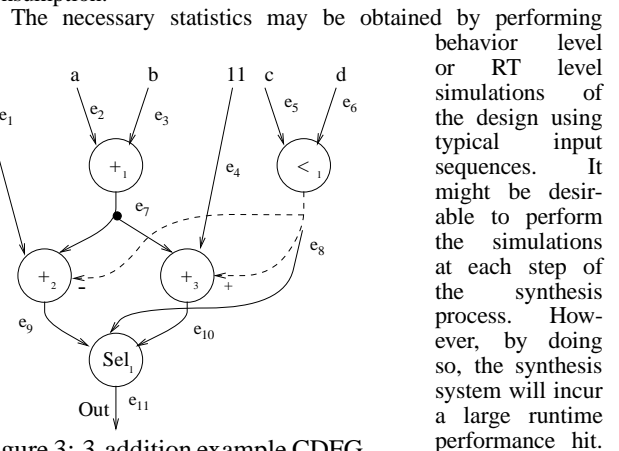 nsumption.
The necessary statistics may be obtained by performing
behavior level
or RT level
simulations of
the design using
typical input
sequences. It
might be desir-
able to perform
the simulations
at each step of
the synthesis
process. How-
ever, by doing
so, the synthesis
system will incur
a large runtime
performance hit.
a b 11 c d
e1 e2 e3 e5 e6
e4
+1 <1
e7
e8
+2 - +3 +
e9 e10
Sel1
Out e11
gure 3: 3-addition example CDFG